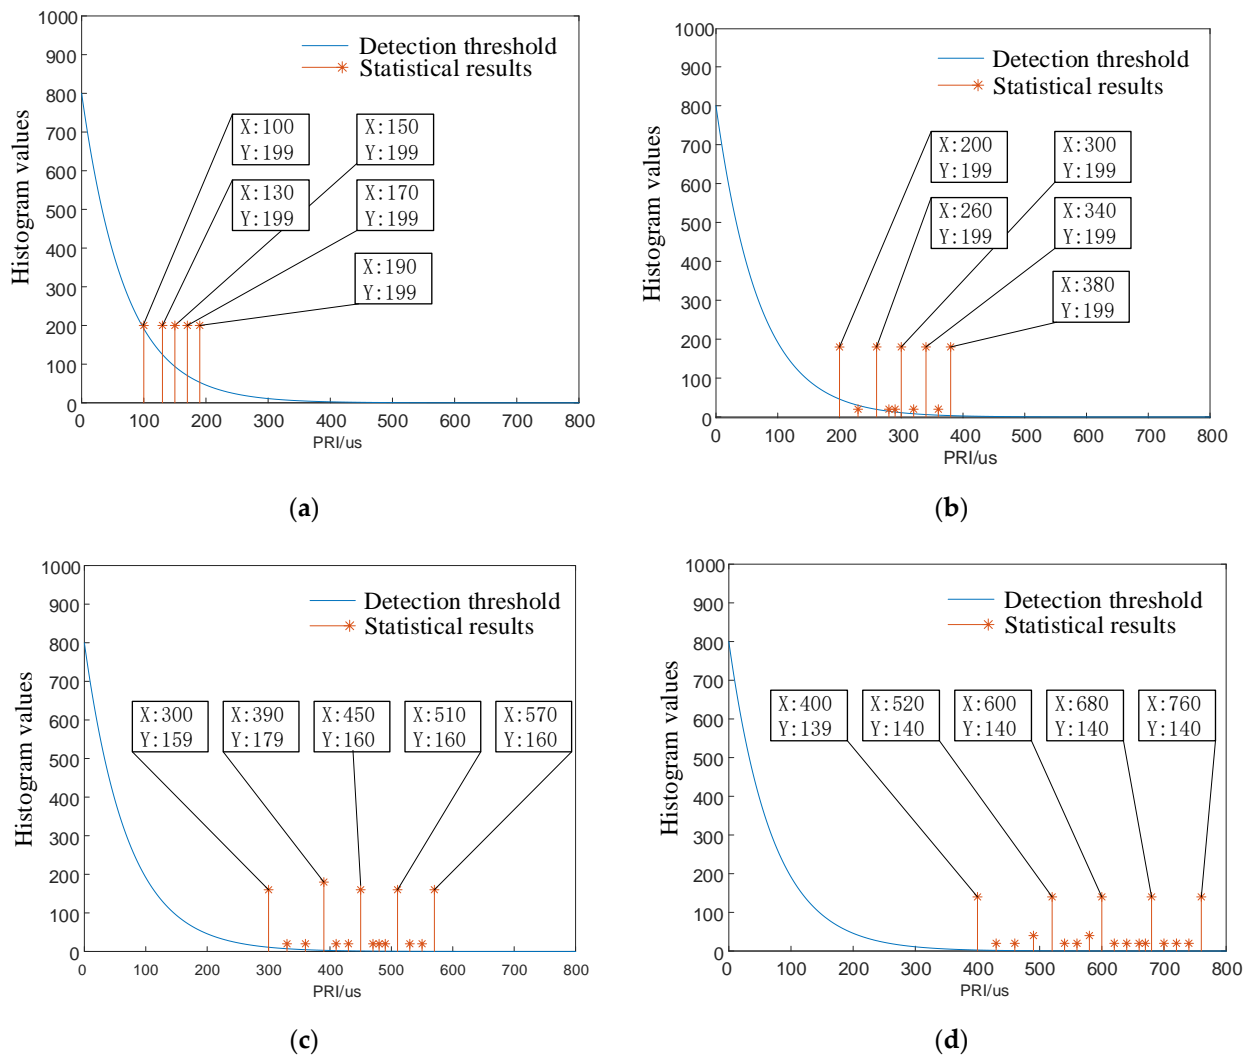 1000
900
800
700
600
500
400
300
200
100
0
Histogram values
Detection threshold
Statistical results
X:100
Y:199
X:150
Y:199
X:130
Y:199
X:170
Y:199
X:190
Y:199
0 100 200 300 400 500 600 700 800
PRI/us
(a)
1000
900
800
700
600
500
400
300
200
100
0
Histogram values
Detection threshold
Statistical results
X:200
Y:199
X:300
Y:199
X:260
Y:199
X:340
Y:199
X:380
Y:199
0 100 200 300 400 500 600 700 800
PRI/us
(b)
1000
900
800
700
600
500
400
300
200
100
0
Histogram values
Detection threshold
Statistical results
X:300
Y:159
X:390
Y:179
X:450
Y:160
X:510
Y:160
X:570
Y:160
0 100 200 300 400 500 600 700 800
PRI/us
(c)
1000
900
800
700
600
500
400
300
200
100
0
Histogram values
Detection threshold
Statistical results
X:400
Y:139
X:520
Y:140
X:600
Y:140
X:680
Y:140
X:760
Y:140
0 100 200 300 400 500 600 700 800
PRI/us
(d)